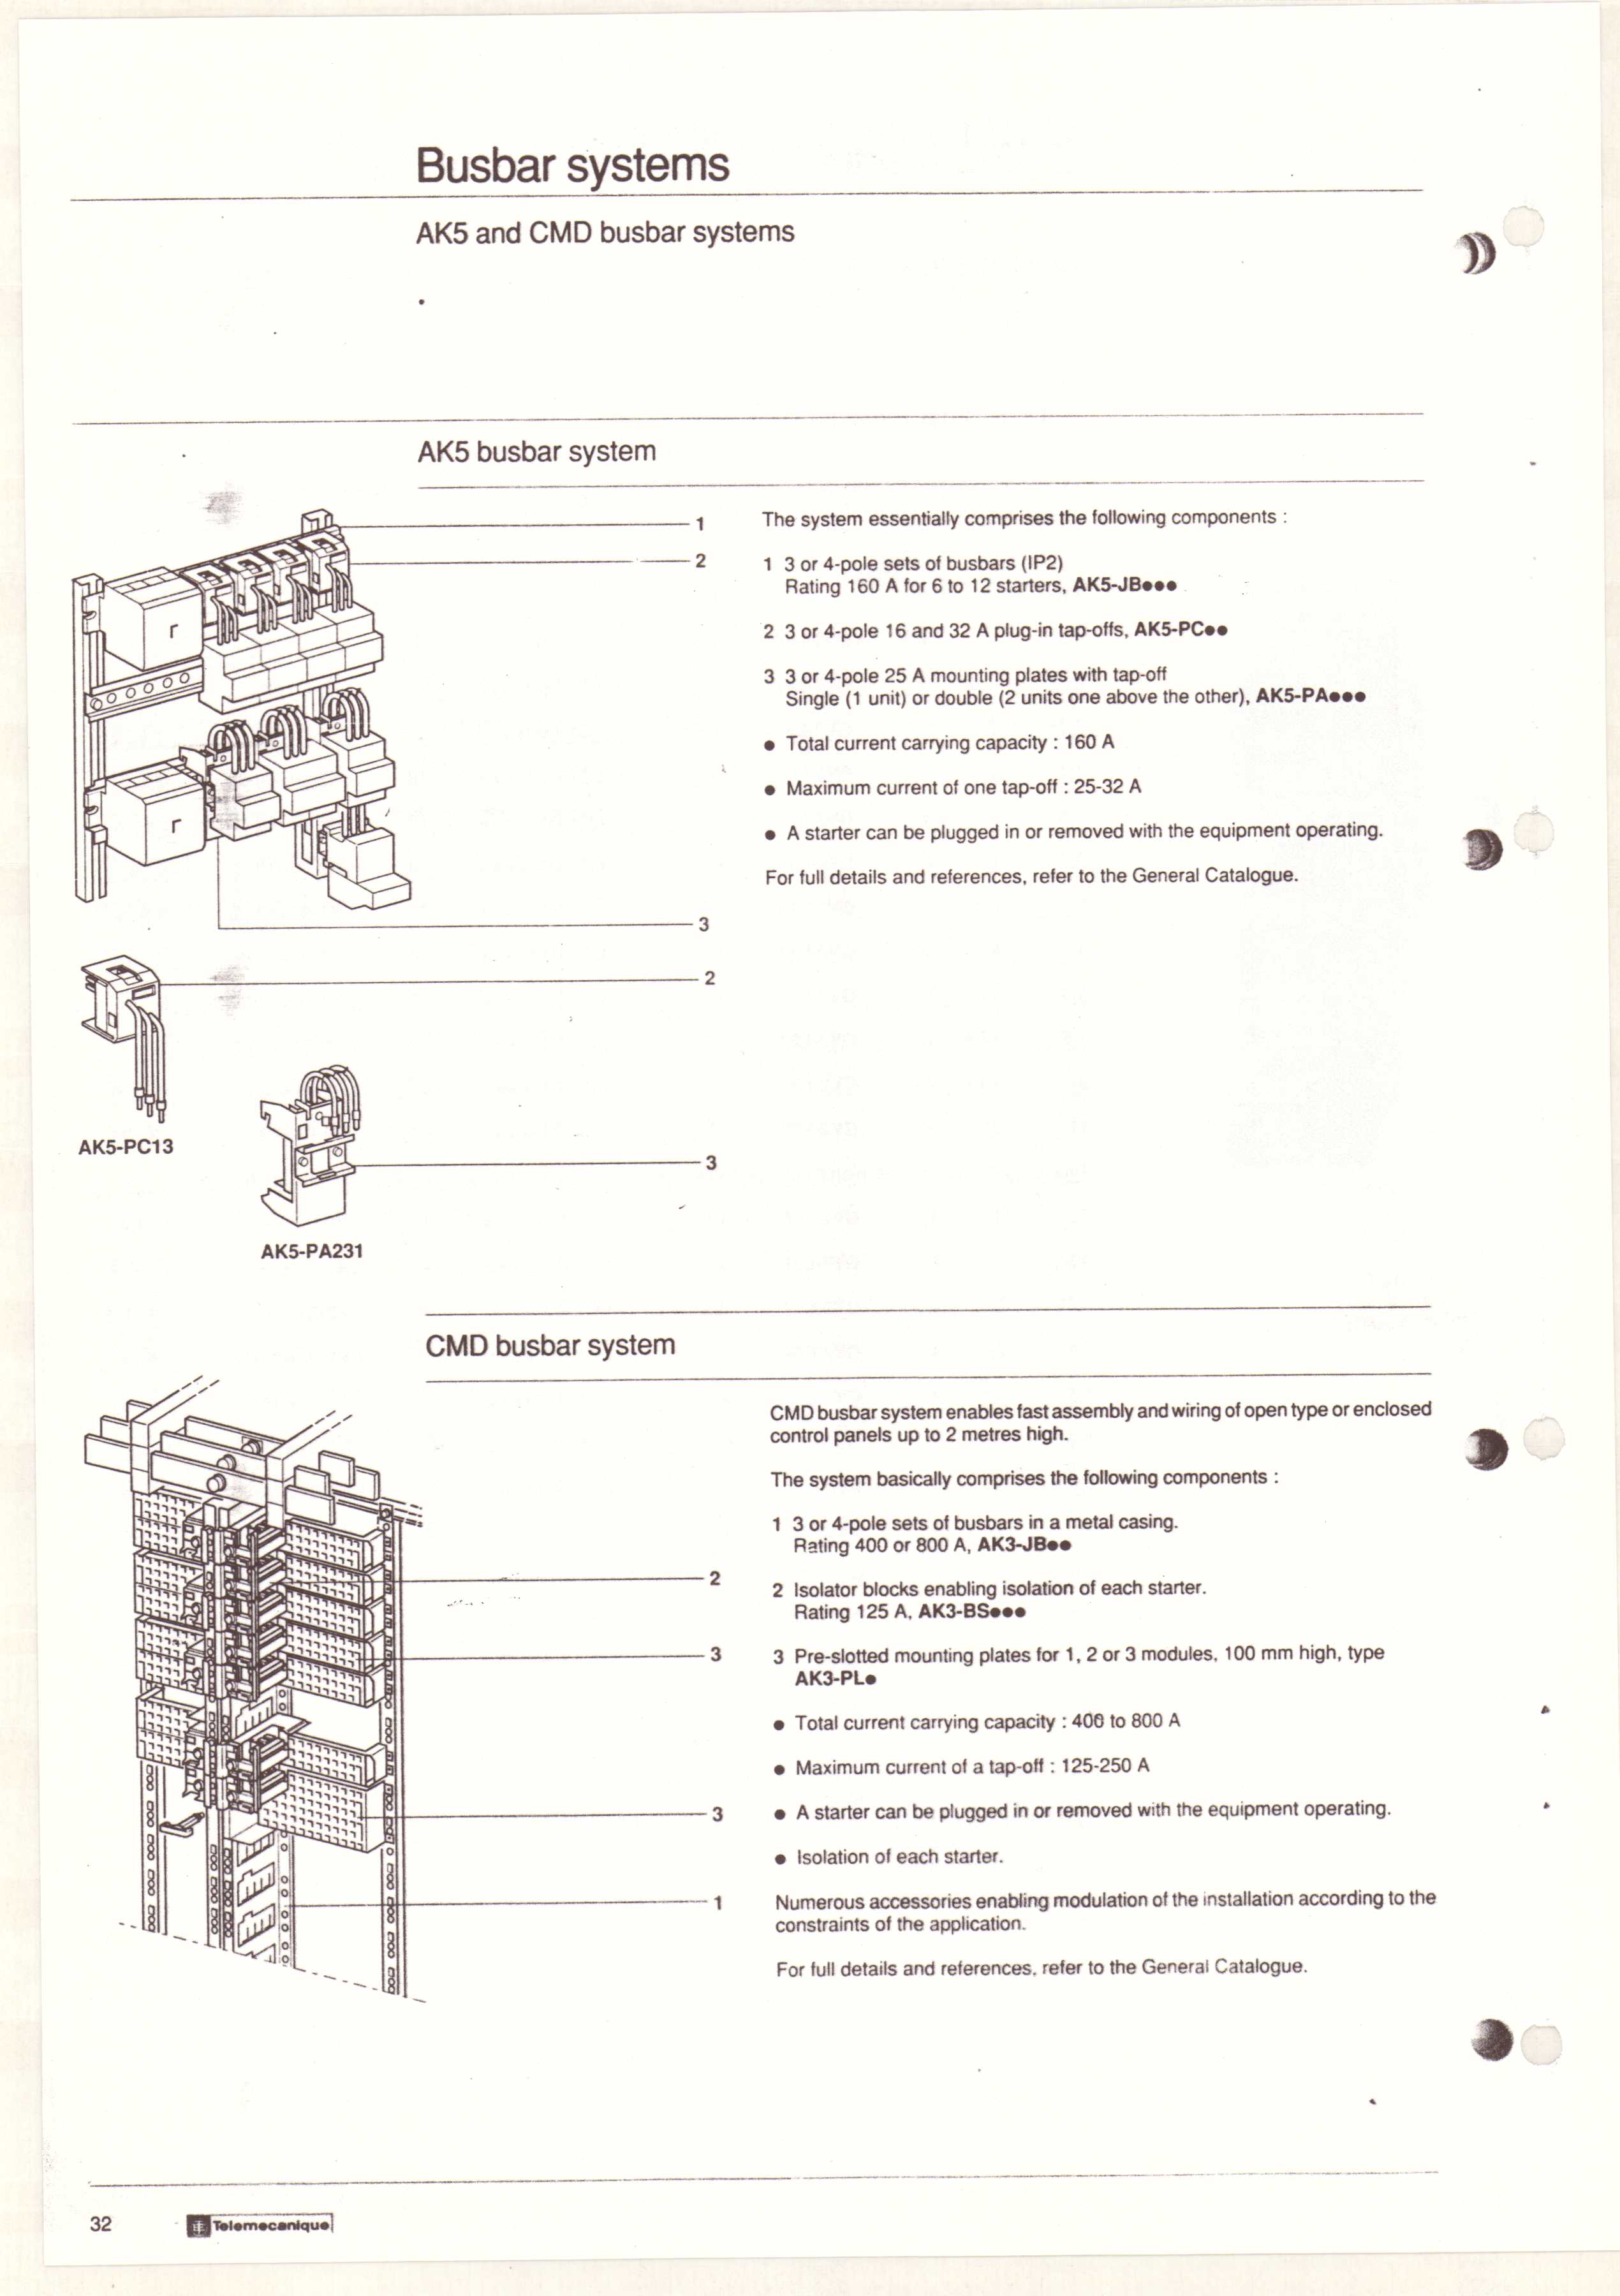 Busbar systems
AK5 and CMD busbar systems
AK5 busbar system
1
2
3
2
AK5-PC13
3
AK5-PA231
The system essentially comprises the following components :
1 3 or 4-pole sets of busbars (IP2)
Rating 160 A for 6 to 12 starters, AK5-JB●●●
2 3 or 4-pole 16 and 32 A plug-in tap-offs, AK5-PC●●
3 3 or 4-pole 25 A mounting plates with tap-off
Single (1 unit) or double (2 units one above the other), AK5-PA●●●
● Total current carrying capacity : 160 A
● Maximum current of one tap-off : 25-32 A
● A starter can be plugged in or removed with the equipment operating.
For full details and references, refer to the General Catalogue.
CMD busbar system
2
3
3
1
CMD busbar system enables fast assembly and wiring of open type or enclosed
control panels up to 2 metres high.
The system basically comprises the following components :
1 3 or 4-pole sets of busbars in a metal casing.
Rating 400 or 800 A, AK3-JB●●
2 Isolator blocks enabling isolation of each starter.
Rating 125 A, AK3-BS●●●
3 Pre-slotted mounting plates for 1, 2 or 3 modules, 100 mm high, type
AK3-PL●
● Total current carrying capacity : 400 to 800 A
● Maximum current of a tap-off : 125-250 A
● A starter can be plugged in or removed with the equipment operating.
● Isolation of each starter.
Numerous accessories enabling modulation of the installation according to the
constraints of the application.
For full details and references, refer to the General Catalogue.
32
Telemecanique